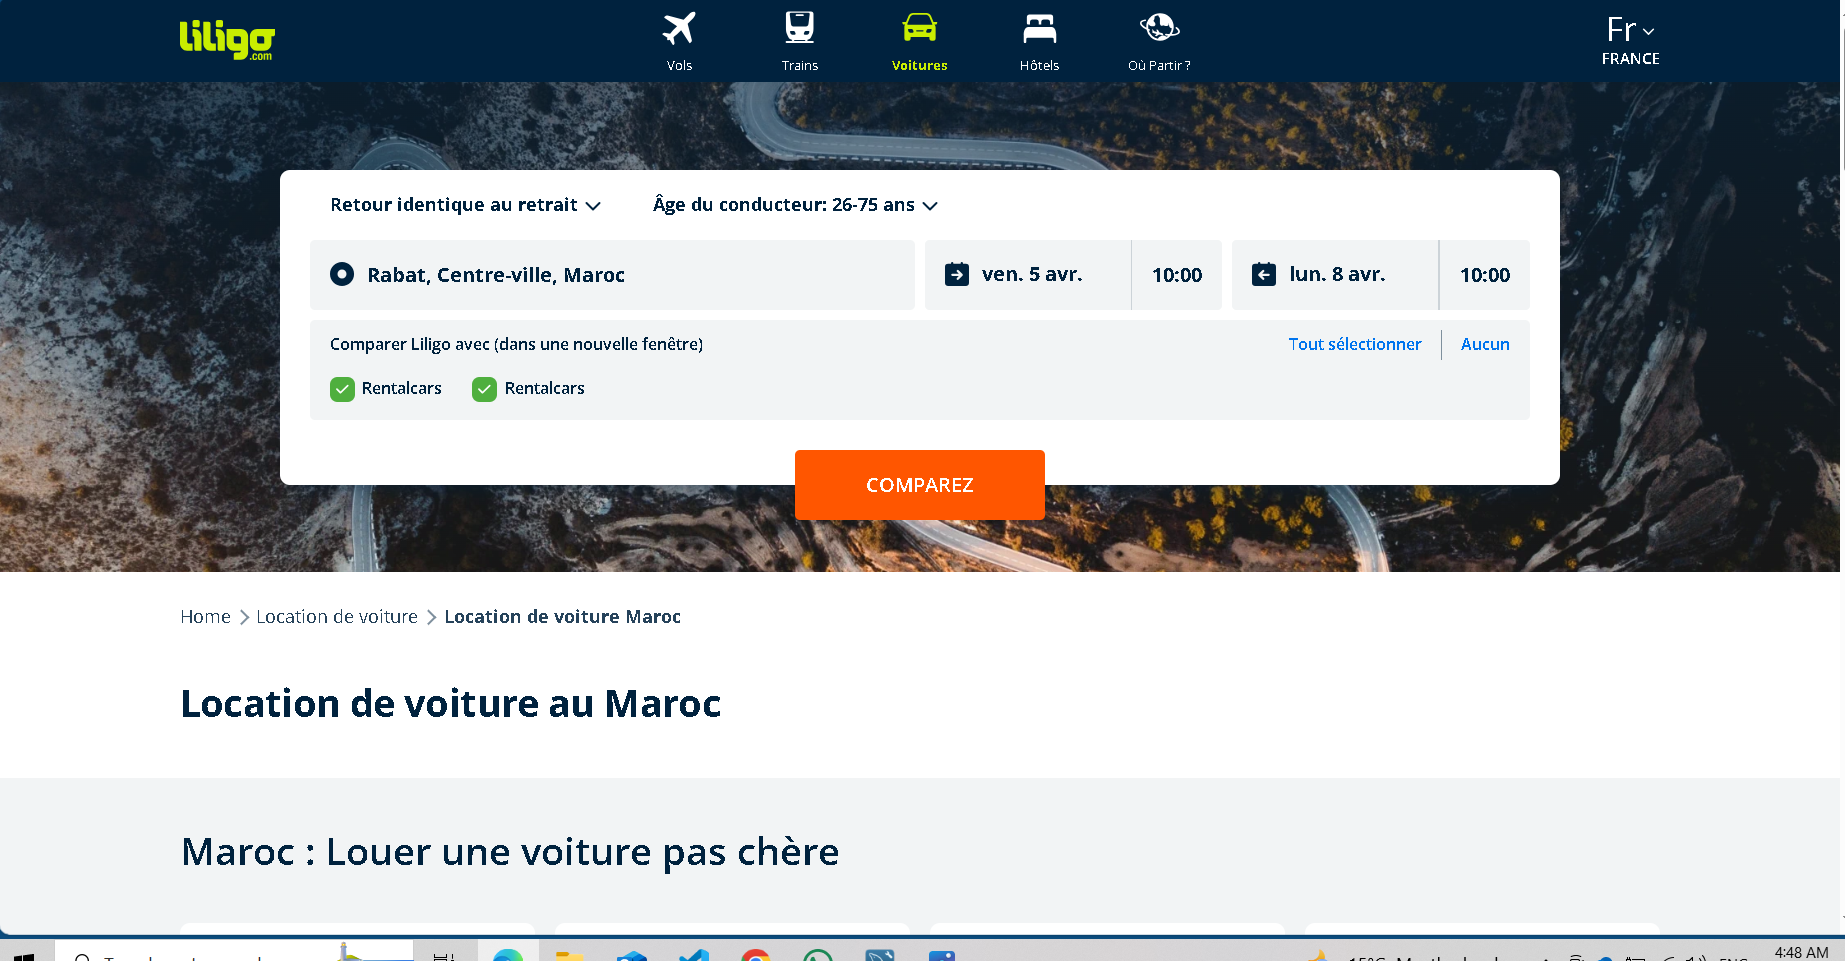 liligo
.com
Vols
Trains
Voitures
Hôtels
Où Partir ?
Fr
FRANCE
Retour identique au retrait
Âge du conducteur: 26-75 ans
Rabat, Centre-ville, Maroc
ven. 5 avr.
10:00
lun. 8 avr.
10:00
Comparer Liligo avec (dans une nouvelle fenêtre)
Tout sélectionner
Aucun
Rentalcars
Rentalcars
COMPAREZ
Home
Location de voiture
Location de voiture Maroc
Location de voiture au Maroc
Maroc : Louer une voiture pas chère
4:48 AM